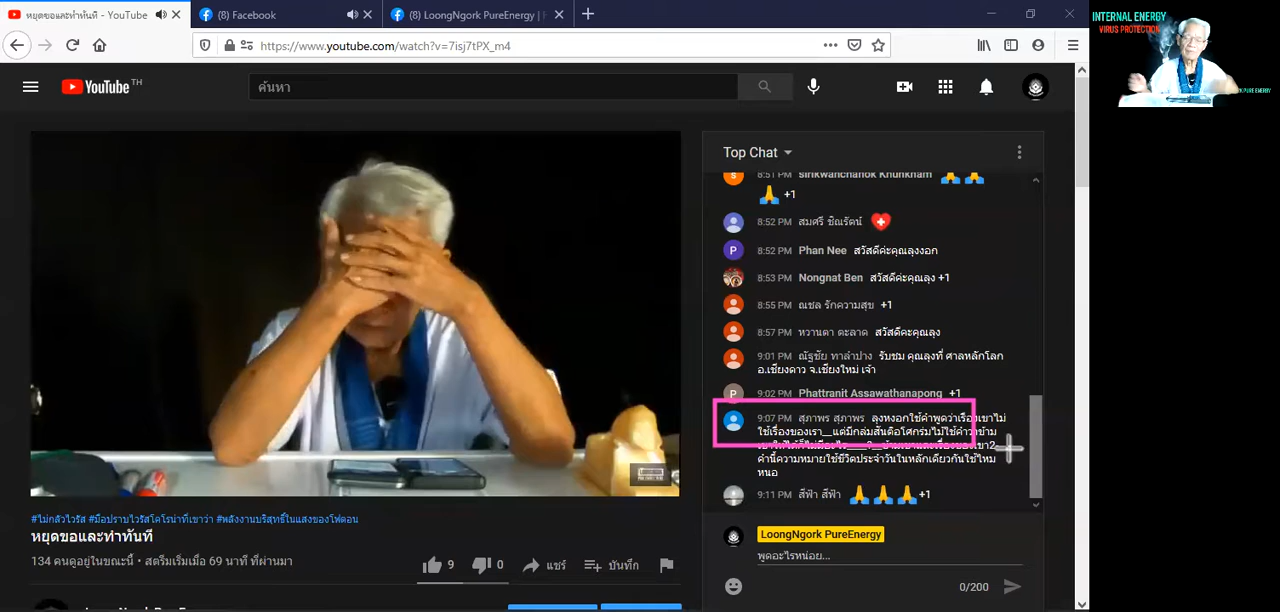 หยุดขอและทำทันที - YouTube
(8) Facebook
(8) LoongNgork PureEnergy |
https://www.youtube.com/watch?v=7isj7tPX_m4
INTERNAL ENERGY
VIRUS PROTECTION
PURE ENERGY
YouTube TH
ค้นหา
Top Chat
8:51 PM sirikwanchanok Khunkham 🙏 🙏
🙏 +1
8:52 PM สมศรี ชิณรัตน์
8:52 PM Phan Nee สวัสดีค่ะคุณลุงงอก
8:53 PM Nongnat Ben สวัสดีค่ะคุณลุง +1
8:55 PM ณชล รักความสุข +1
8:57 PM หวานตา ตะลาด สวัสดีคะคุณลุง
9:01 PM ณัฐชัย ทาลำปาง รับชม คุณลุงที่ ศาลหลักโลก
อ.เชียงดาว จ.เชียงใหม่ เจ้า
9:02 PM Phattranit Assawathanapong +1
9:07 PM สุภาพร สุภาพร ลุงหงอกใช้คำพูดว่าเรื่องเขาไม่
ใช้เรื่องของเรา__แต่มีกลุ่มสั้นคือโศกรมไม่ใช้คำว่าข้าม
คำนี้ความหมายใช้ชีวิตประจำวันในหลักเดียวกันใช้ไหม
หนอ
9:11 PM สีฟ้า สีฟ้า 🙏 🙏 🙏 +1
LoongNgork PureEnergy
พูดอะไรหน่อย...
0/200
#ไม่กลัวไวรัส #มือปราบไวรัสโคโรน่าที่เขาว่า #พลังงานบริสุทธิ์ในแสงของโฟตอน
หยุดขอและทำทันที
134 คนดูอยู่ในขณะนี้ • สตรีมเริ่มเมื่อ 69 นาที ที่ผ่านมา
9 0 แชร์ บันทึก